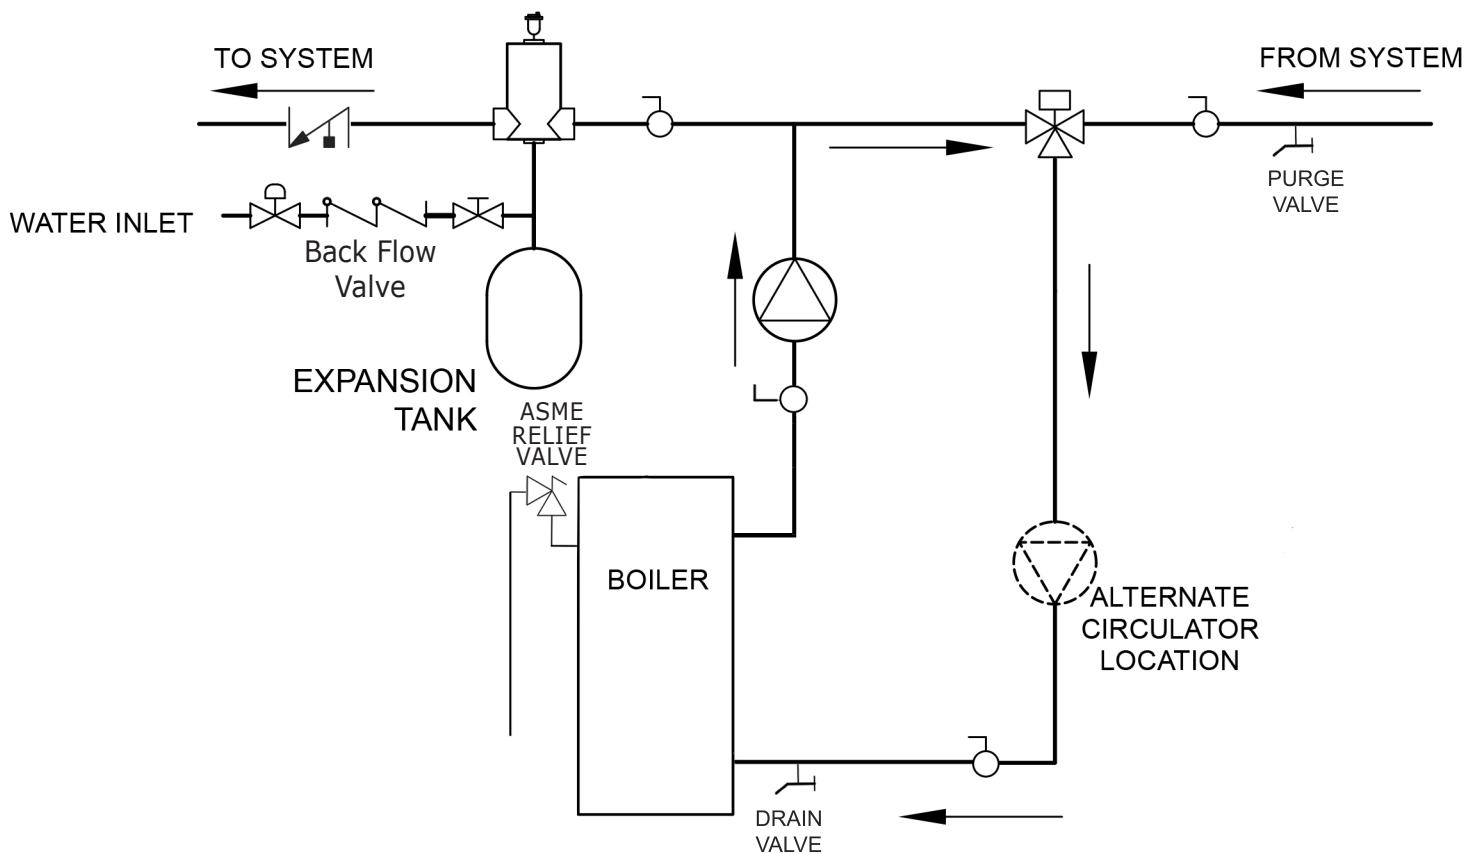 TO SYSTEM
FROM SYSTEM
PURGE
VALVE
WATER INLET
Back Flow
Valve
EXPANSION
TANK
ASME
RELIEF
VALVE
BOILER
ALTERNATE
CIRCULATOR
LOCATION
DRAIN
VALVE